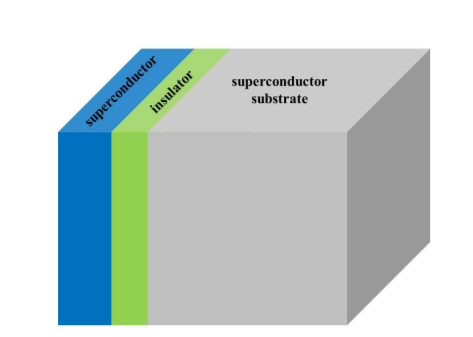 superconductor
insulator
superconductor
substrate